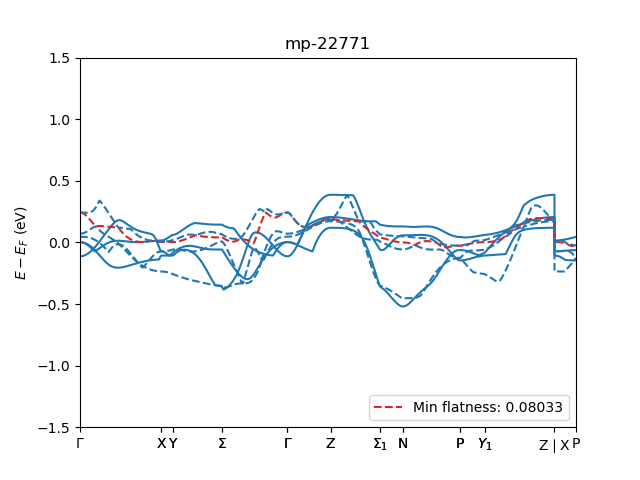 mp-22771
1.5
1.0
0.5
0.0
−0.5
−1.0
−1.5
E − E_F (eV)
Min flatness: 0.08033
Γ X Y Σ Γ Z Σ₁ N P Y₁ Z | X P